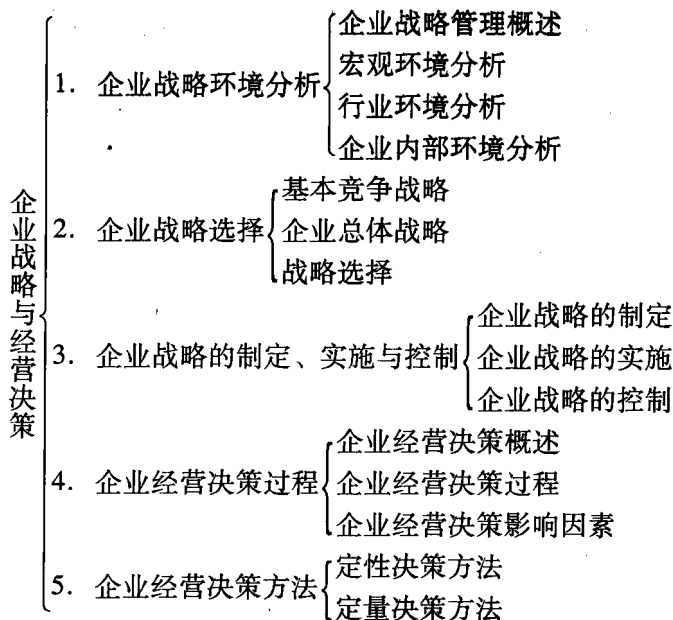 企业战略与经营决策
1. 企业战略环境分析
企业战略管理概述
宏观环境分析
行业环境分析
企业内部环境分析
2. 企业战略选择
基本竞争战略
企业总体战略
战略选择
3. 企业战略的制定、实施与控制
企业战略的制定
企业战略的实施
企业战略的控制
4. 企业经营决策过程
企业经营决策概述
企业经营决策过程
企业经营决策影响因素
5. 企业经营决策方法
定性决策方法
定量决策方法